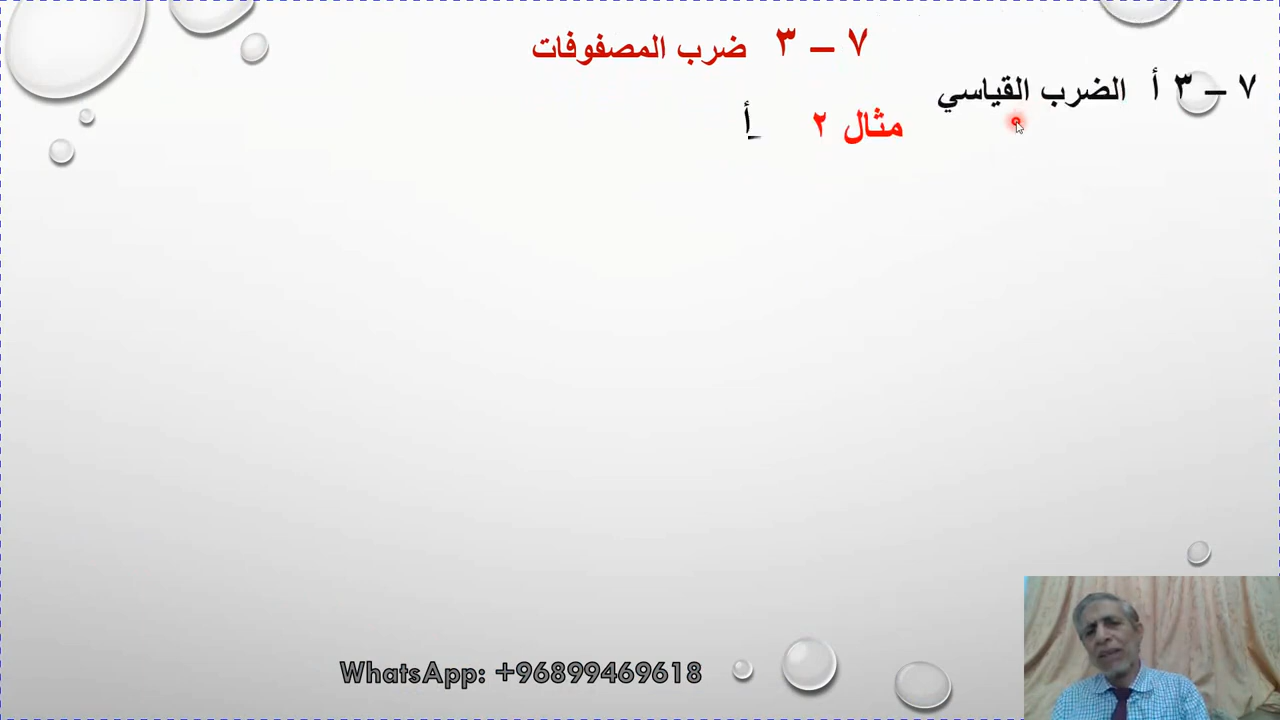 ٧ – ٣ ضرب المصفوفات
٧ – ٣ أ الضرب القياسي
مثال ٢ أ
WhatsApp: +96899469618